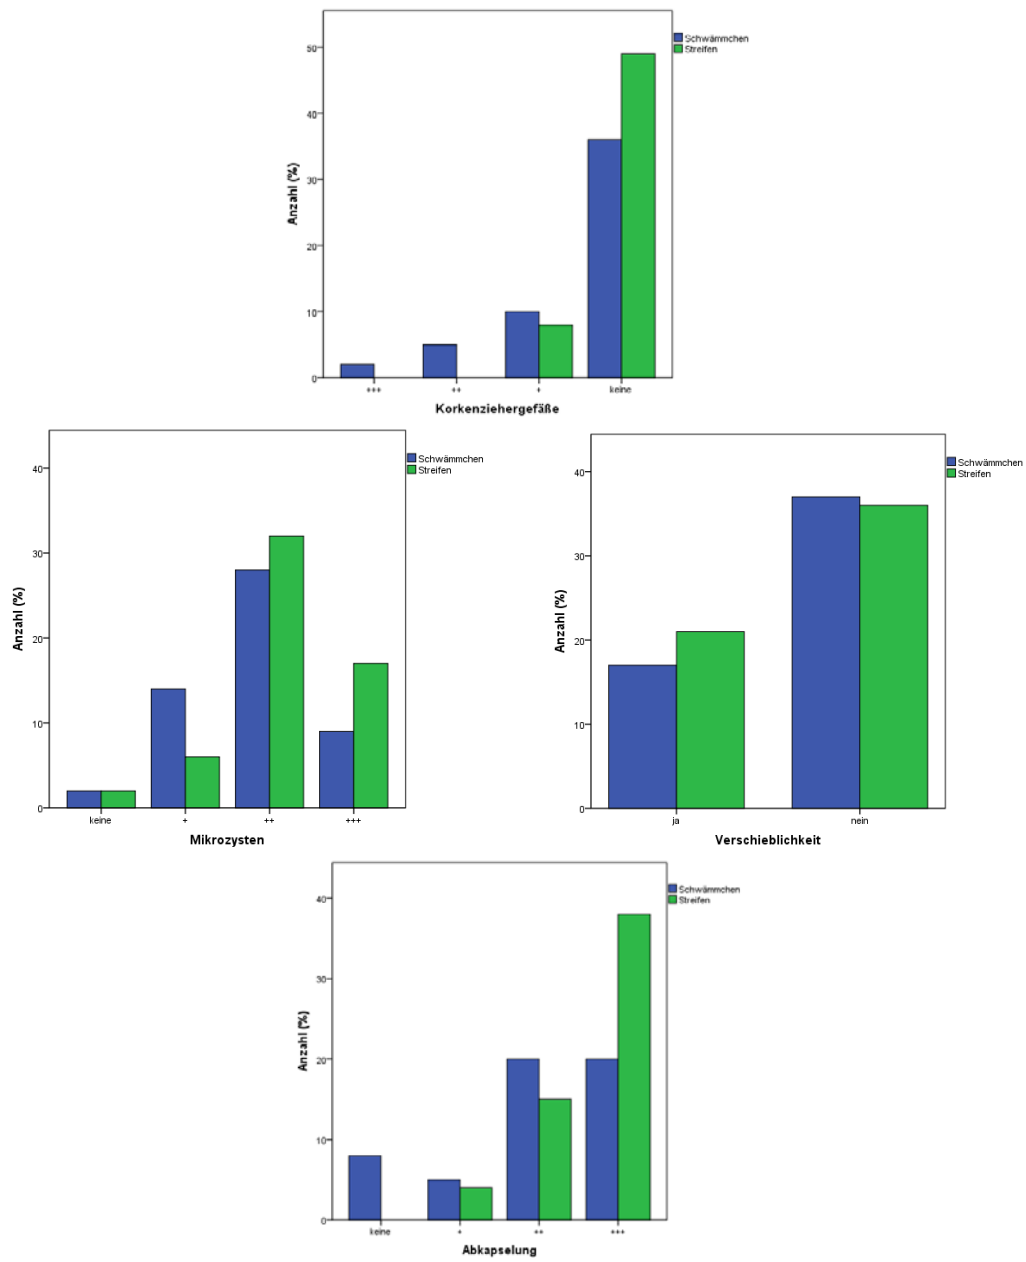 Schwämmchen
Streifen
50
40
30
20
10
0
Anzahl (%)
+++
++
+
keine
Korkenziehergefäße
Schwämmchen
Streifen
40
30
20
10
0
Anzahl (%)
keine
+
++
+++
Mikrozysten
Schwämmchen
Streifen
40
30
20
10
0
Anzahl (%)
ja
nein
Verschieblichkeit
Schwämmchen
Streifen
40
30
20
10
0
Anzahl (%)
keine
+
++
+++
Abkapselung